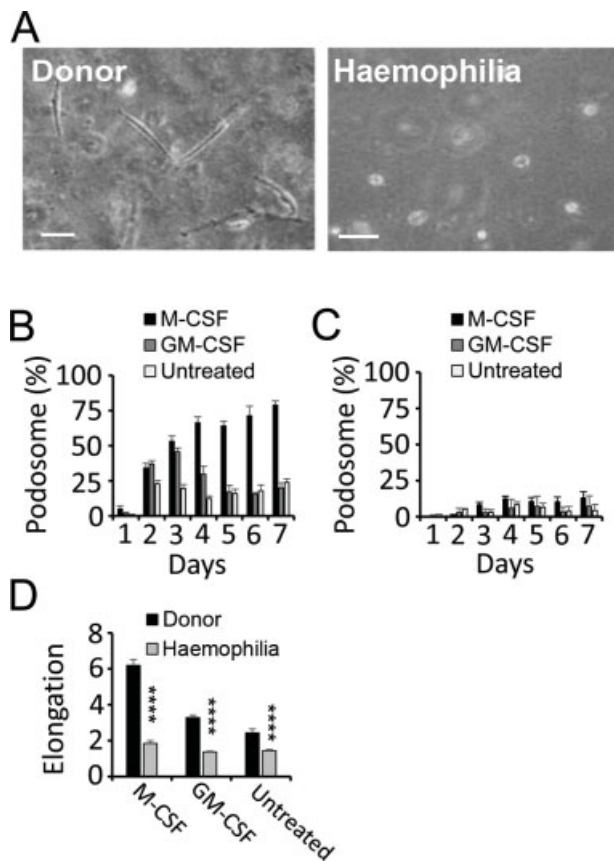 A
Donor
Haemophilia
B
M-CSF
GM-CSF
Untreated
Podosome (%)
100
75
50
25
0
1 2 3 4 5 6 7
Days
C
M-CSF
GM-CSF
Untreated
Podosome (%)
100
75
50
25
0
1 2 3 4 5 6 7
Days
D
Donor
Haemophilia
Elongation
8
6
4
2
0
****
****
****
M-CSF
GM-CSF
Untreated